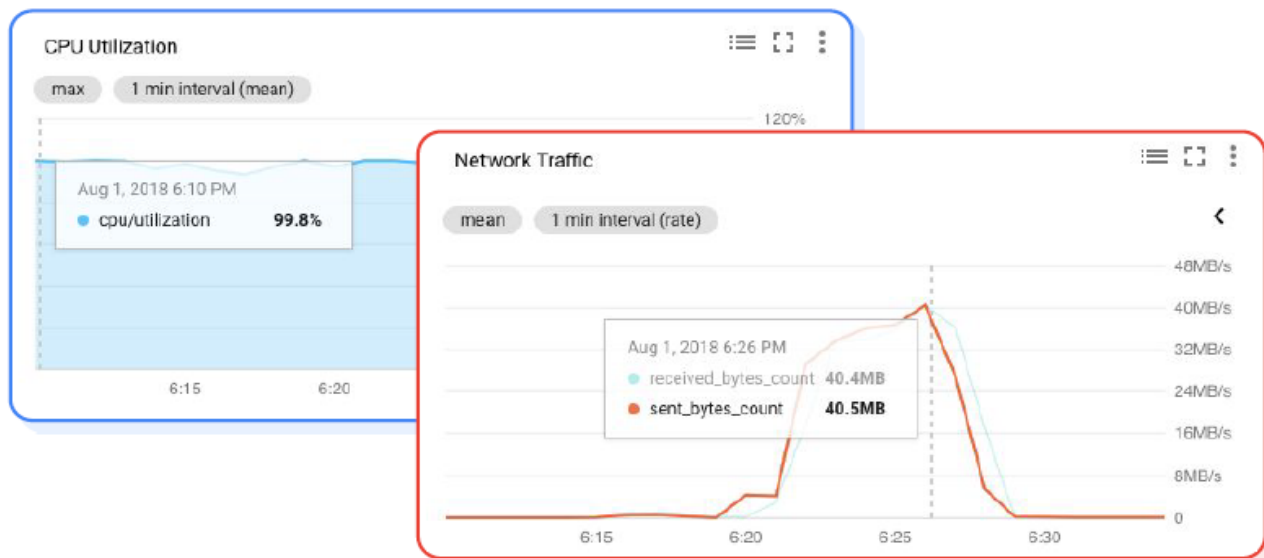 CPU Utilization
max
1 min interval (mean)
120%
Aug 1, 2018 6:10 PM
cpu/utilization 99.8%
6:15 6:20
Network Traffic
mean
1 min interval (rate)
48MB/s
40MB/s
Aug 1, 2018 6:26 PM
32MB/s
received_bytes_count 40.4MB
24MB/s
sent_bytes_count 40.5MB
16MB/s
8MB/s
0
6:15 6:20 6:25 6:30